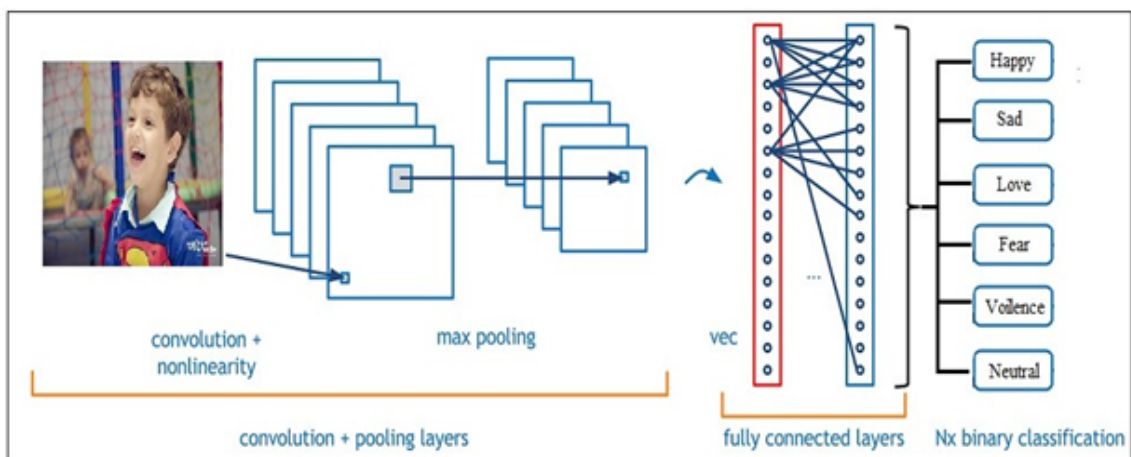 convolution +
nonlinearity
max pooling
vec
...
Happy
Sad
Love
Fear
Voilence
Neutral
convolution + pooling layers
fully connected layers
Nx binary classification